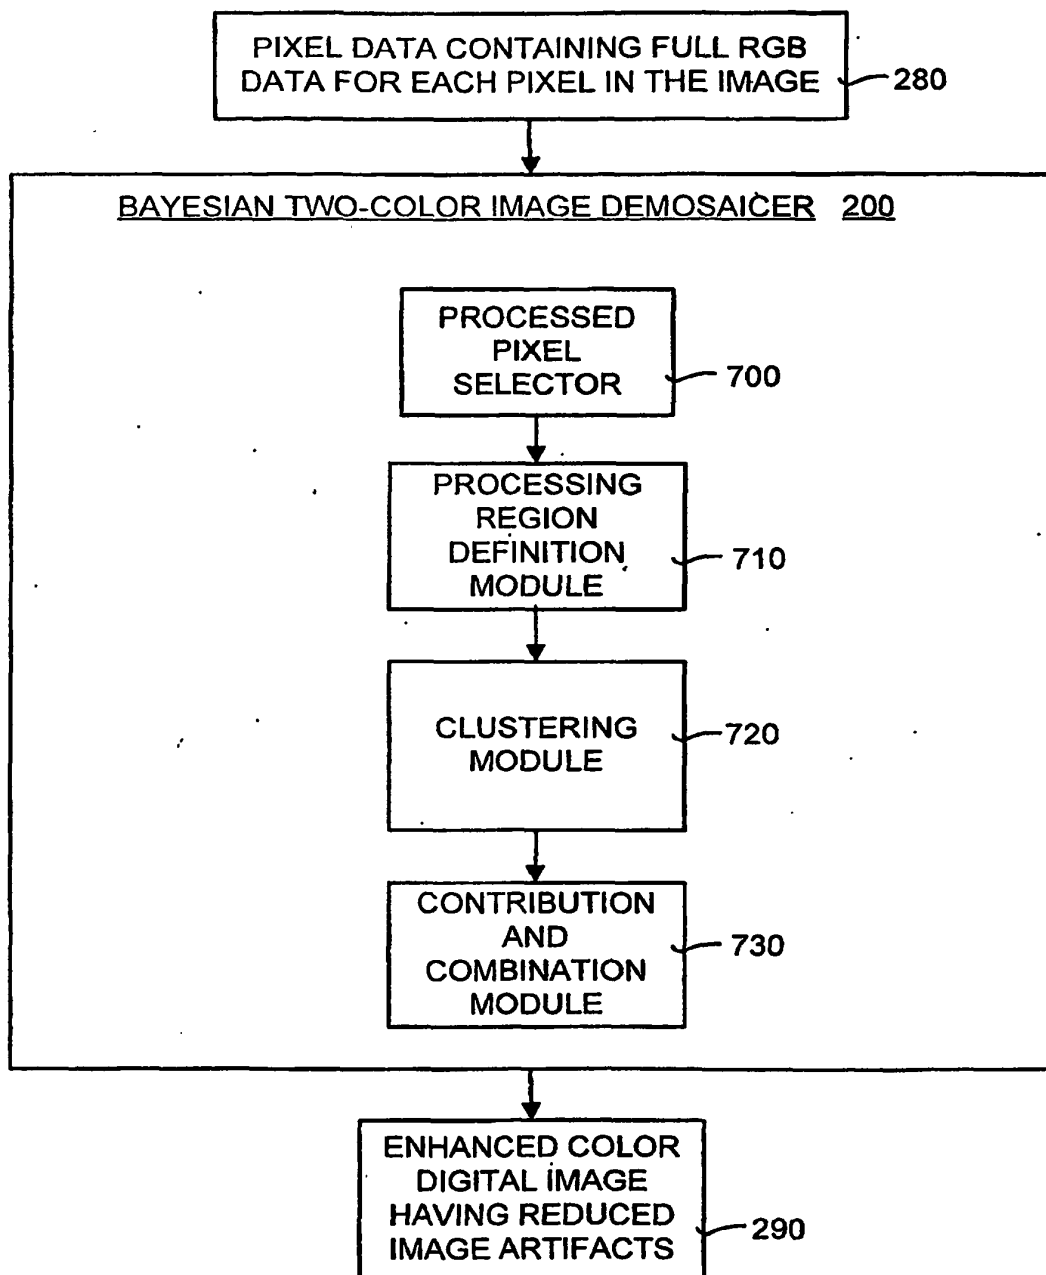 PIXEL DATA CONTAINING FULL RGB
DATA FOR EACH PIXEL IN THE IMAGE
280
BAYESIAN TWO-COLOR IMAGE DEMOSAICER 200
PROCESSED
PIXEL
SELECTOR
700
PROCESSING
REGION
DEFINITION
MODULE
710
CLUSTERING
MODULE
720
CONTRIBUTION
AND
COMBINATION
MODULE
730
ENHANCED COLOR
DIGITAL IMAGE
HAVING REDUCED
IMAGE ARTIFACTS
290